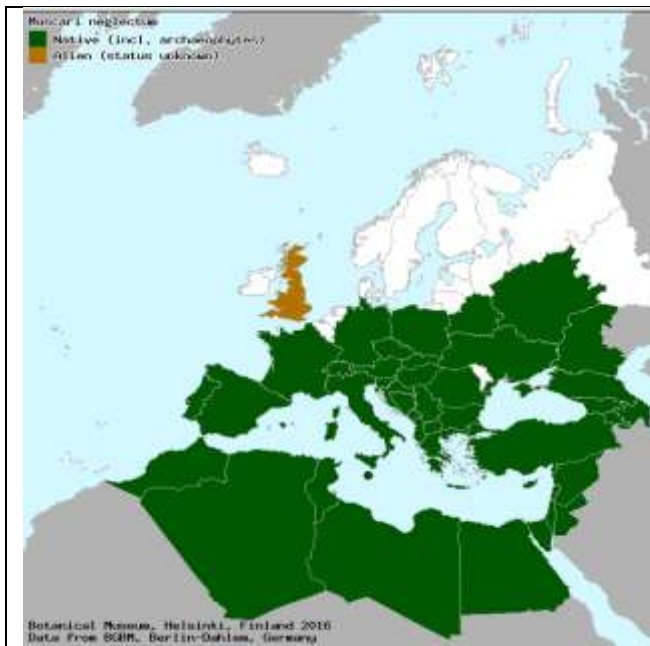 Muscari neglectum
Native (incl. archaeophytes)
Alien (status unknown)
Botanical Museum, Helsinki, Finland 2016
Data from BGBM, Berlin-Dahlem, Germany